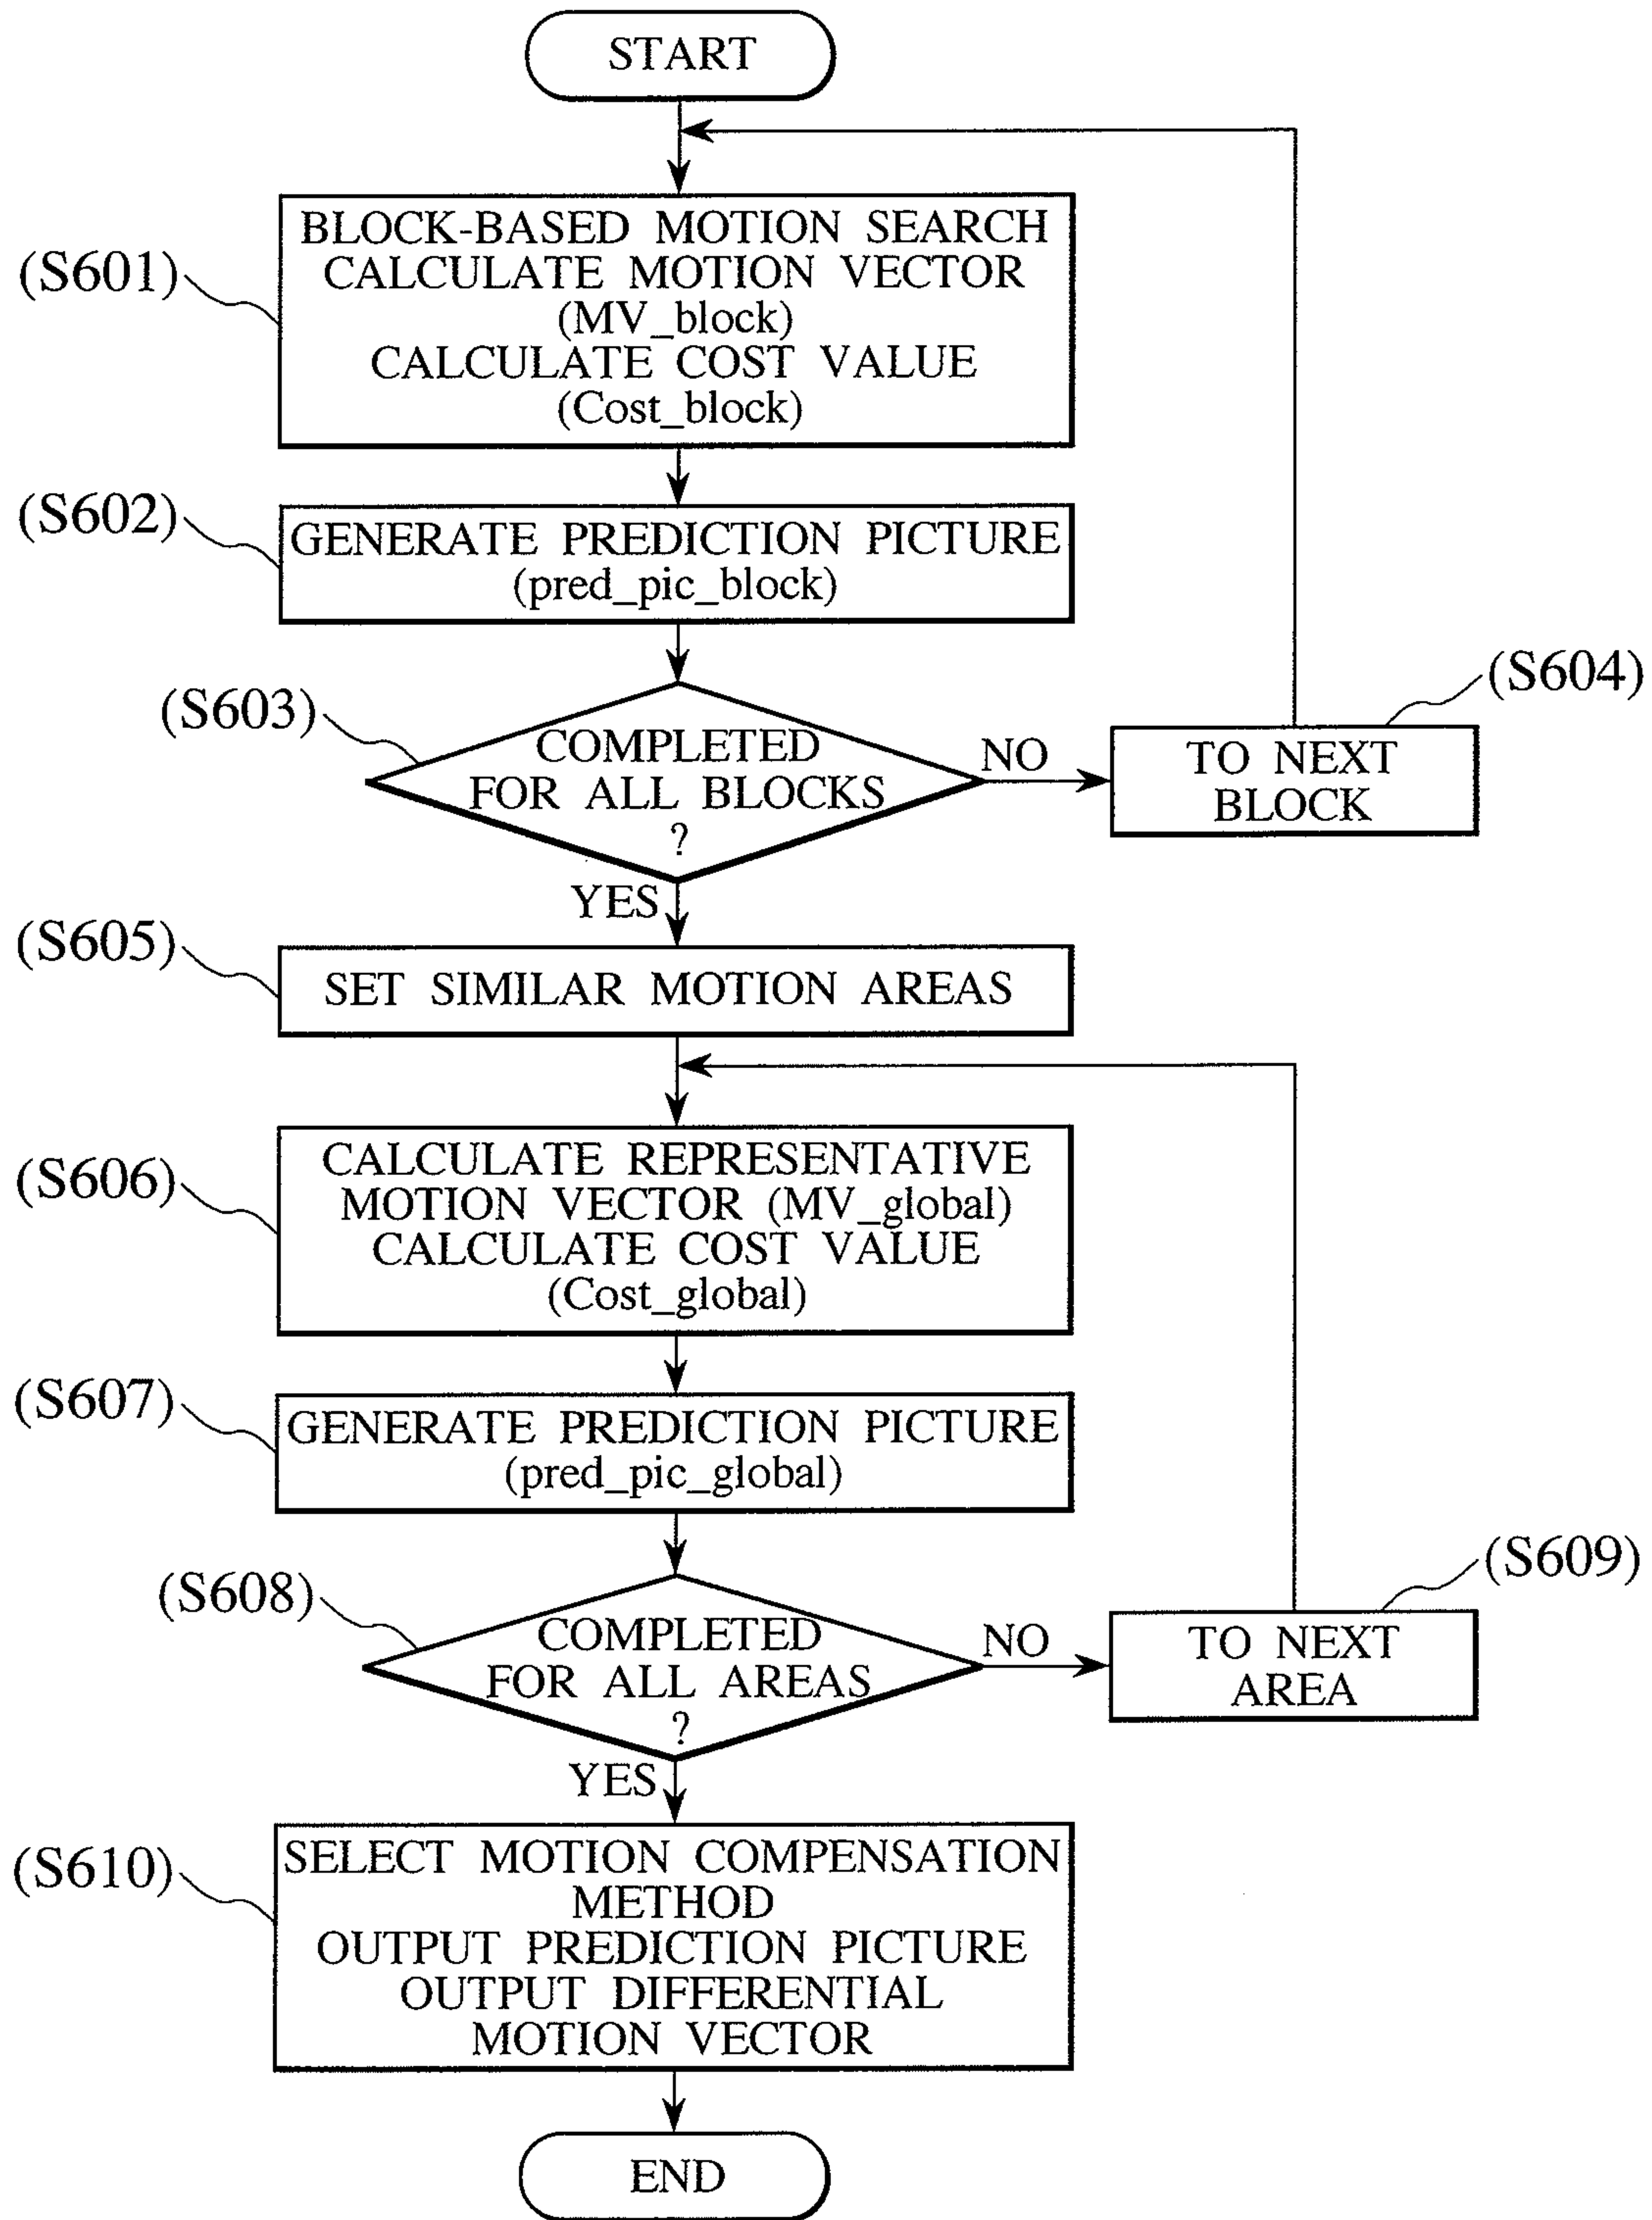 START
(S601)
BLOCK-BASED MOTION SEARCH
CALCULATE MOTION VECTOR
(MV_block)
CALCULATE COST VALUE
(Cost_block)
(S602)
GENERATE PREDICTION PICTURE
(pred_pic_block)
(S603)
COMPLETED
FOR ALL BLOCKS
?
NO
(S604)
TO NEXT
BLOCK
YES
(S605)
SET SIMILAR MOTION AREAS
(S606)
CALCULATE REPRESENTATIVE
MOTION VECTOR (MV_global)
CALCULATE COST VALUE
(Cost_global)
(S607)
GENERATE PREDICTION PICTURE
(pred_pic_global)
(S608)
COMPLETED
FOR ALL AREAS
?
NO
(S609)
TO NEXT
AREA
YES
(S610)
SELECT MOTION COMPENSATION
METHOD
OUTPUT PREDICTION PICTURE
OUTPUT DIFFERENTIAL
MOTION VECTOR
END